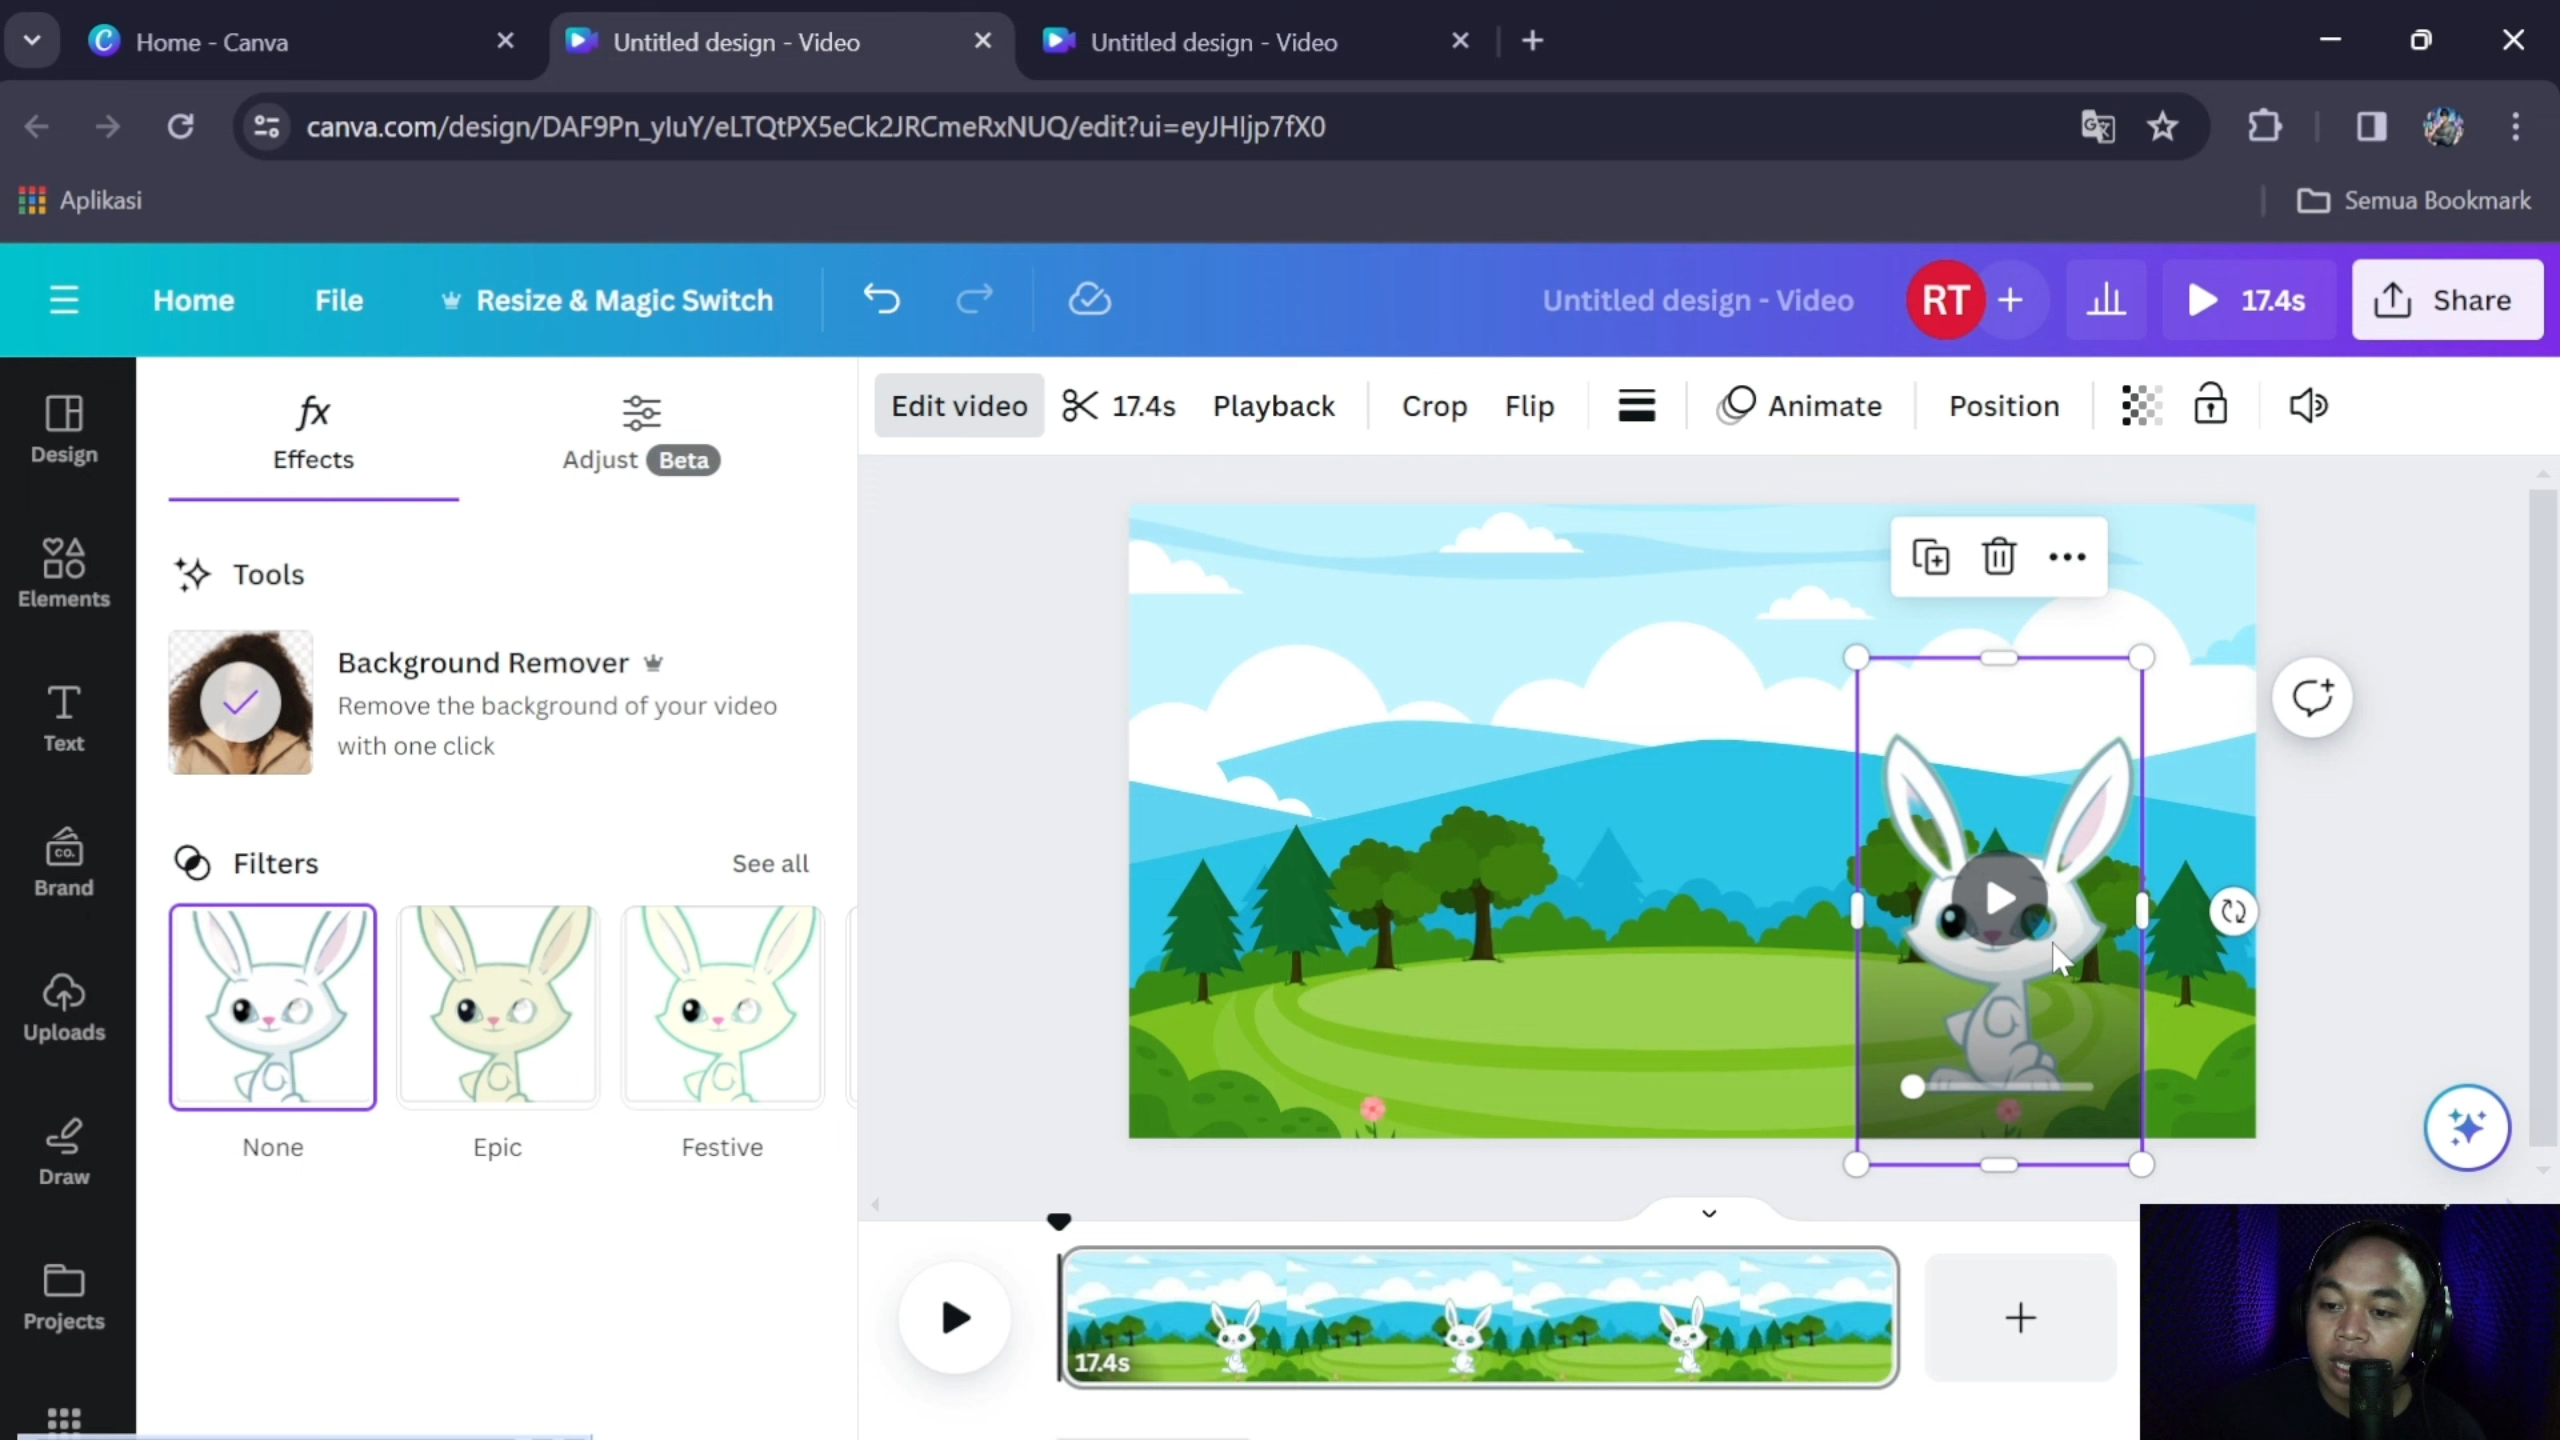 Home - Canva
Untitled design - Video
Untitled design - Video
canva.com/design/DAF9Pn_yIuY/eLTQtPX5eCk2JRCmeRxNUQ/edit?ui=eyJHIjp7fX0
Aplikasi
Semua Bookmark
Home
File
Resize & Magic Switch
Untitled design - Video
RT
17.4s
Share
Design
Elements
Text
CO.
Brand
Uploads
Draw
Projects
fx
Effects
Adjust Beta
Edit video
17.4s
Playback
Crop
Flip
Animate
Position
Tools
Background Remover
Remove the background of your video
with one click
Filters
See all
None
Epic
Festive
17.4s